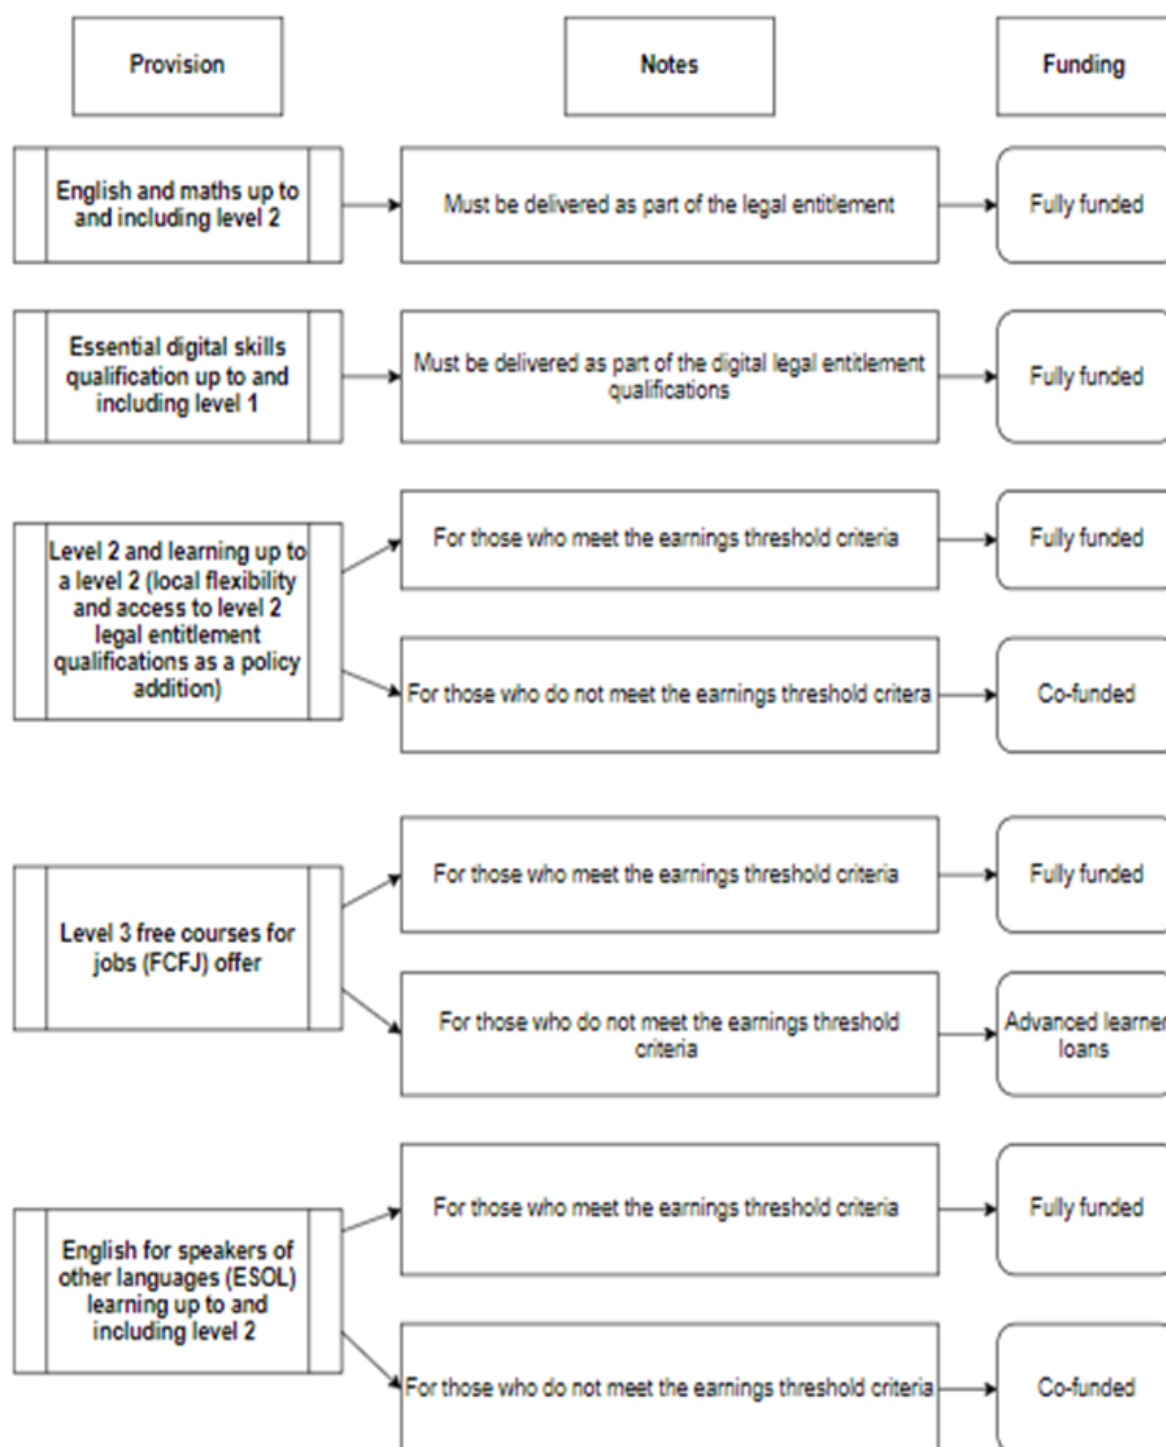 Provision
Notes
Funding
English and maths up to
and including level 2
Must be delivered as part of the legal entitlement
Fully funded
Essential digital skills
qualification up to and
including level 1
Must be delivered as part of the digital legal entitlement
qualifications
Fully funded
Level 2 and learning up to
a level 2 (local flexibility
and access to level 2
legal entitlement
qualifications as a policy
addition)
For those who meet the earnings threshold criteria
Fully funded
For those who do not meet the earnings threshold critera
Co-funded
Level 3 free courses for
jobs (FCFJ) offer
For those who meet the earnings threshold criteria
Fully funded
For those who do not meet the earnings threshold
criteria
Advanced learner
loans
English for speakers of
other languages (ESOL)
learning up to and
including level 2
For those who meet the earnings threshold criteria
Fully funded
For those who do not meet the earnings threshold criteria
Co-funded